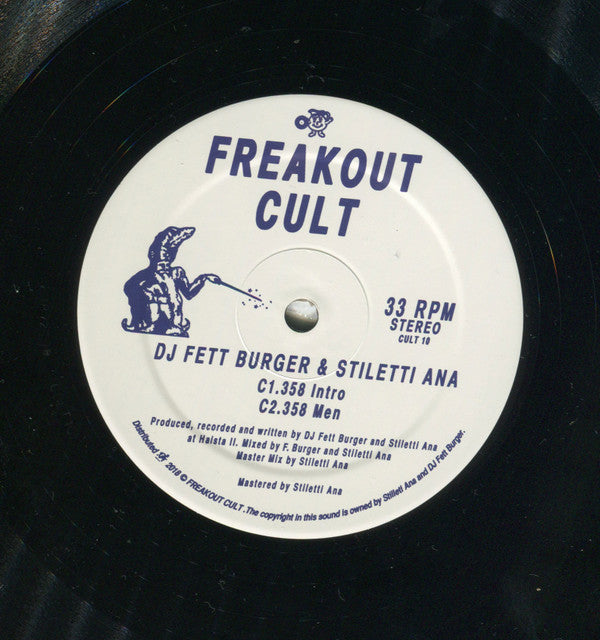 FREAKOUT
CULT
33 RPM
STEREO
CULT 10
DJ FETT BURGER & STILETTI ANA
C1.358 Intro
C2.358 Men
Produced, recorded and written by DJ Fett Burger and Stiletti Ana
at Haista II. Mixed by F. Burger and Stiletti Ana
Master Mix by Stiletti Ana
Mastered by Stiletti Ana
Distributed 2018 © FREAKOUT CULT .The copyright in this sound is owned by Stilleti Ana and DJ Fett Burger.